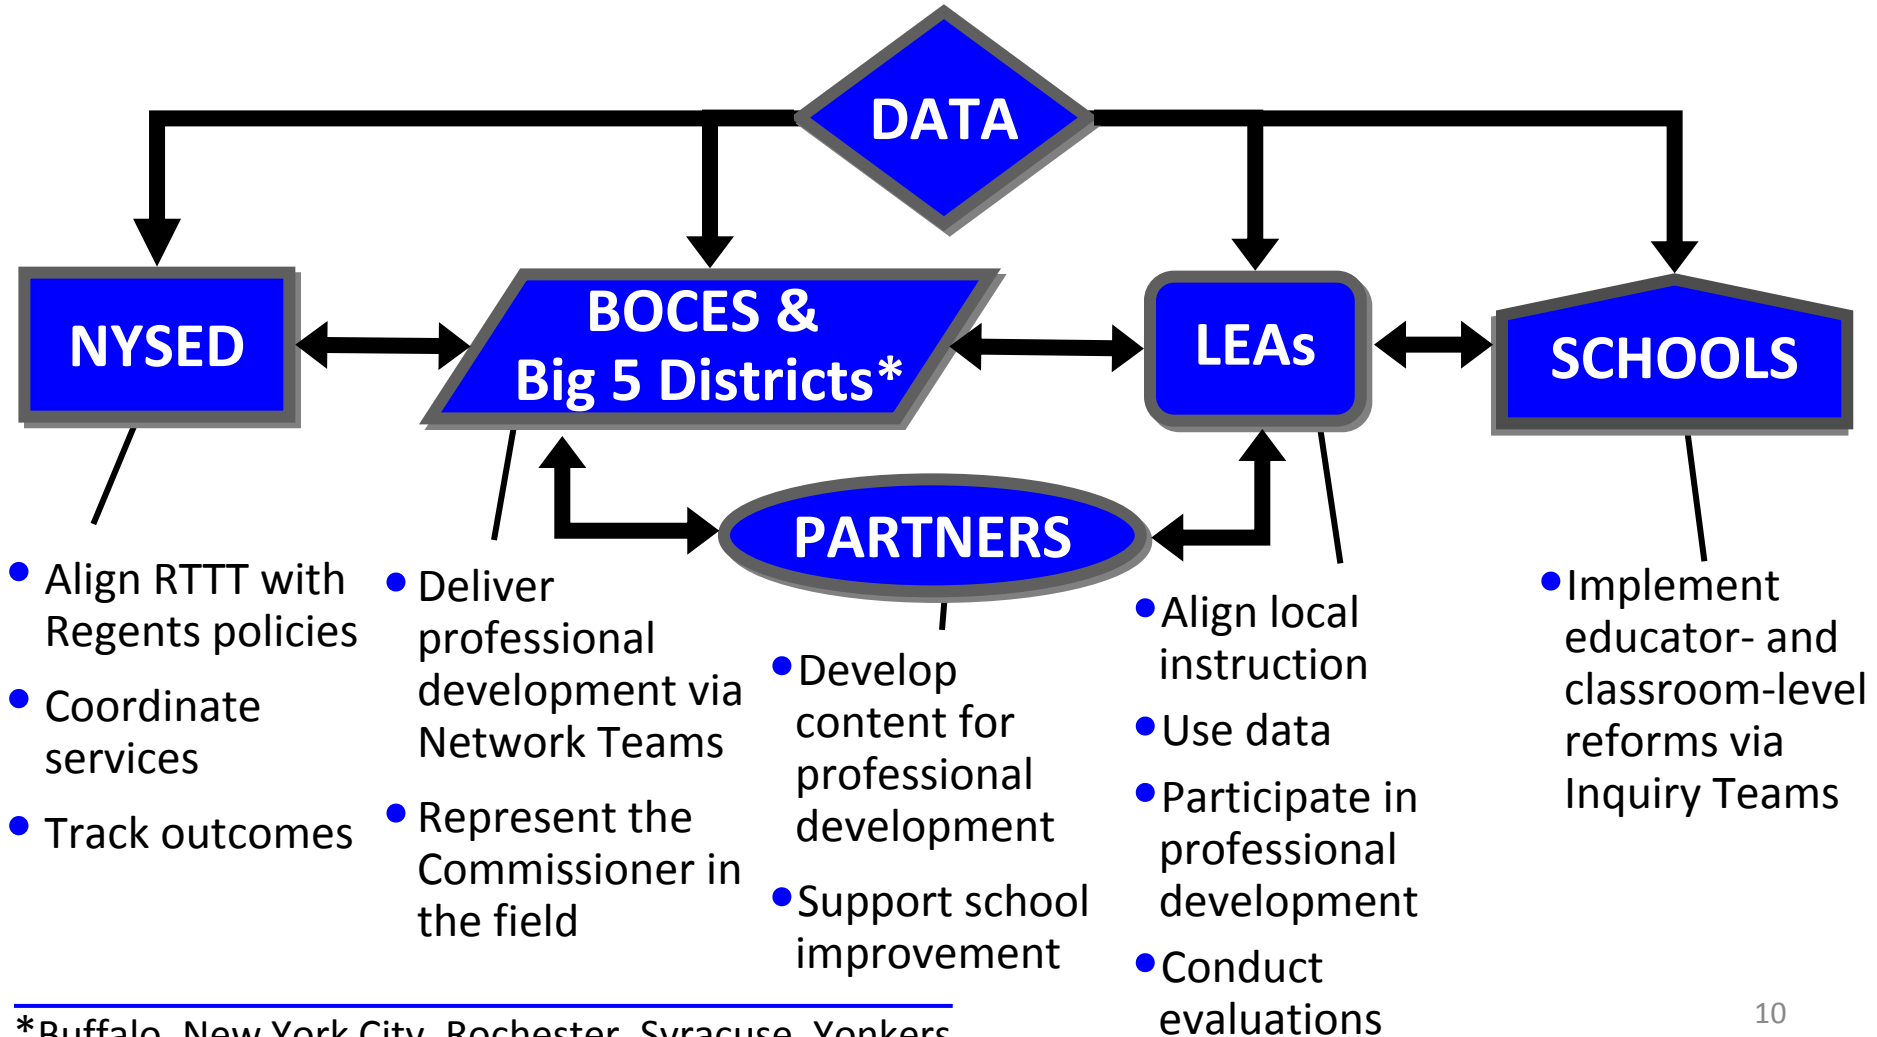 DATA
NYSED
BOCES &
Big 5 Districts*
LEAs
SCHOOLS
PARTNERS
• Align RTTT with
Regents policies
• Coordinate
services
• Track outcomes
• Deliver
professional
development via
Network Teams
• Represent the
Commissioner in
the field
• Develop
content for
professional
development
• Support school
improvement
• Align local
instruction
• Use data
• Participate in
professional
development
• Conduct
evaluations
• Implement
educator- and
classroom-level
reforms via
Inquiry Teams
*Buffalo, New York City, Rochester, Syracuse, Yonkers
10